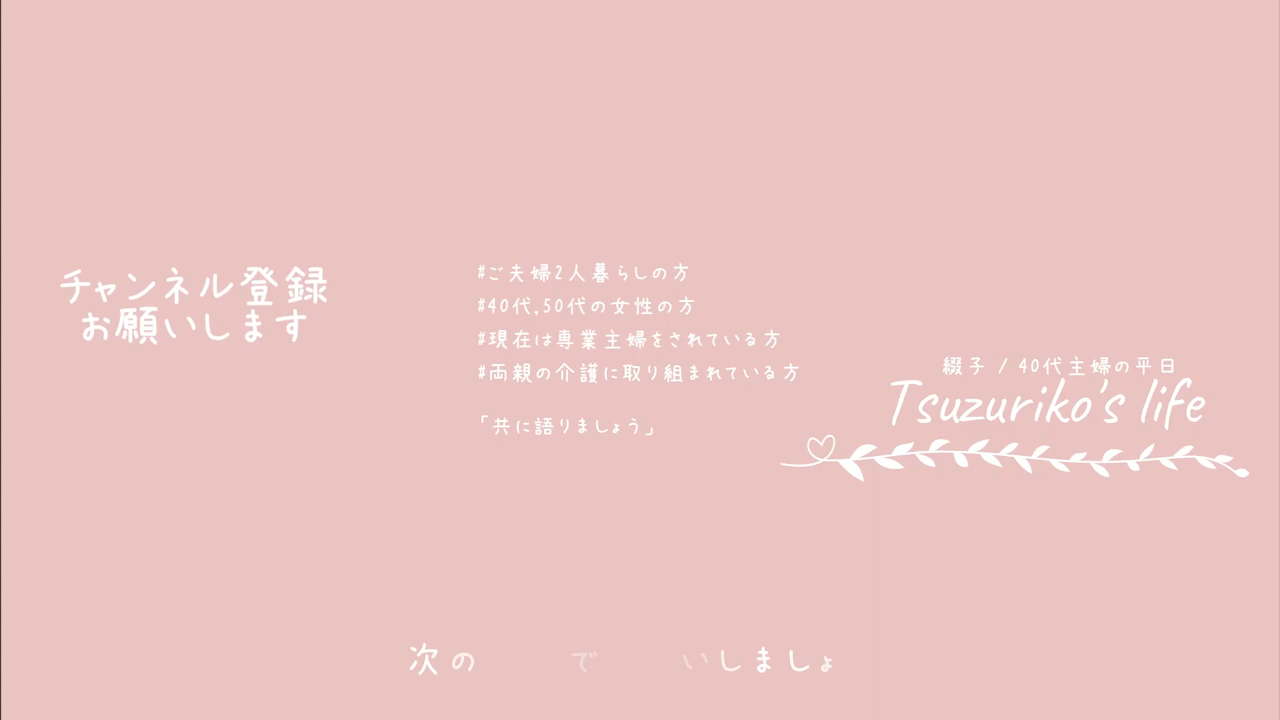 チャンネル登録
お願いします
#ご夫婦2人暮らしの方
#40代,50代の女性の方
#現在は専業主婦をされている方
#両親の介護に取り組まれている方
「共に語りましょう」
綴子 / 40代主婦の平日
Tsuzuriko's life
次の で いしましょ